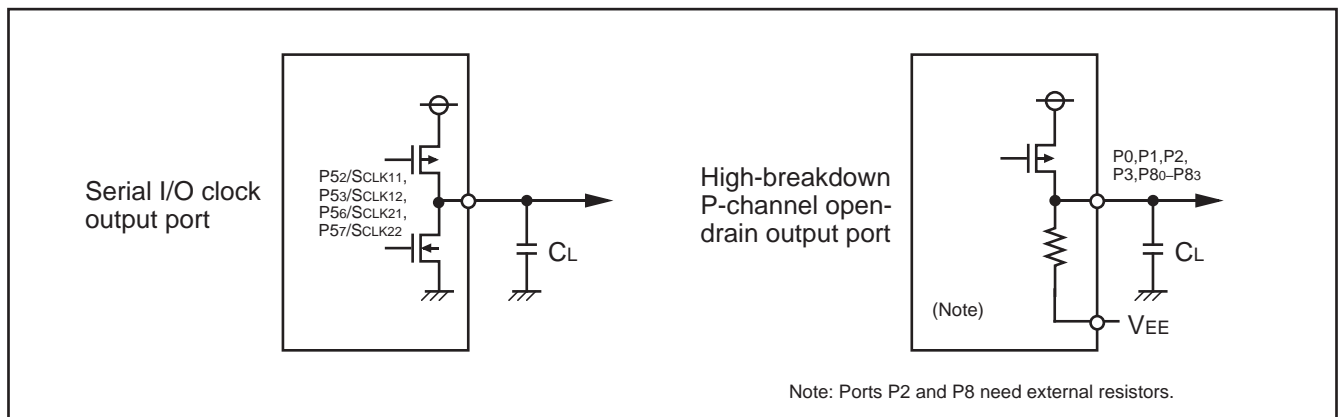 Serial I/O clock
output port
P52/SCLK11,
P53/SCLK12,
P56/SCLK21,
P57/SCLK22
CL
High-breakdown
P-channel open-
drain output port
(Note)
P0,P1,P2,
P3,P80–P83
CL
VEE
Note: Ports P2 and P8 need external resistors.